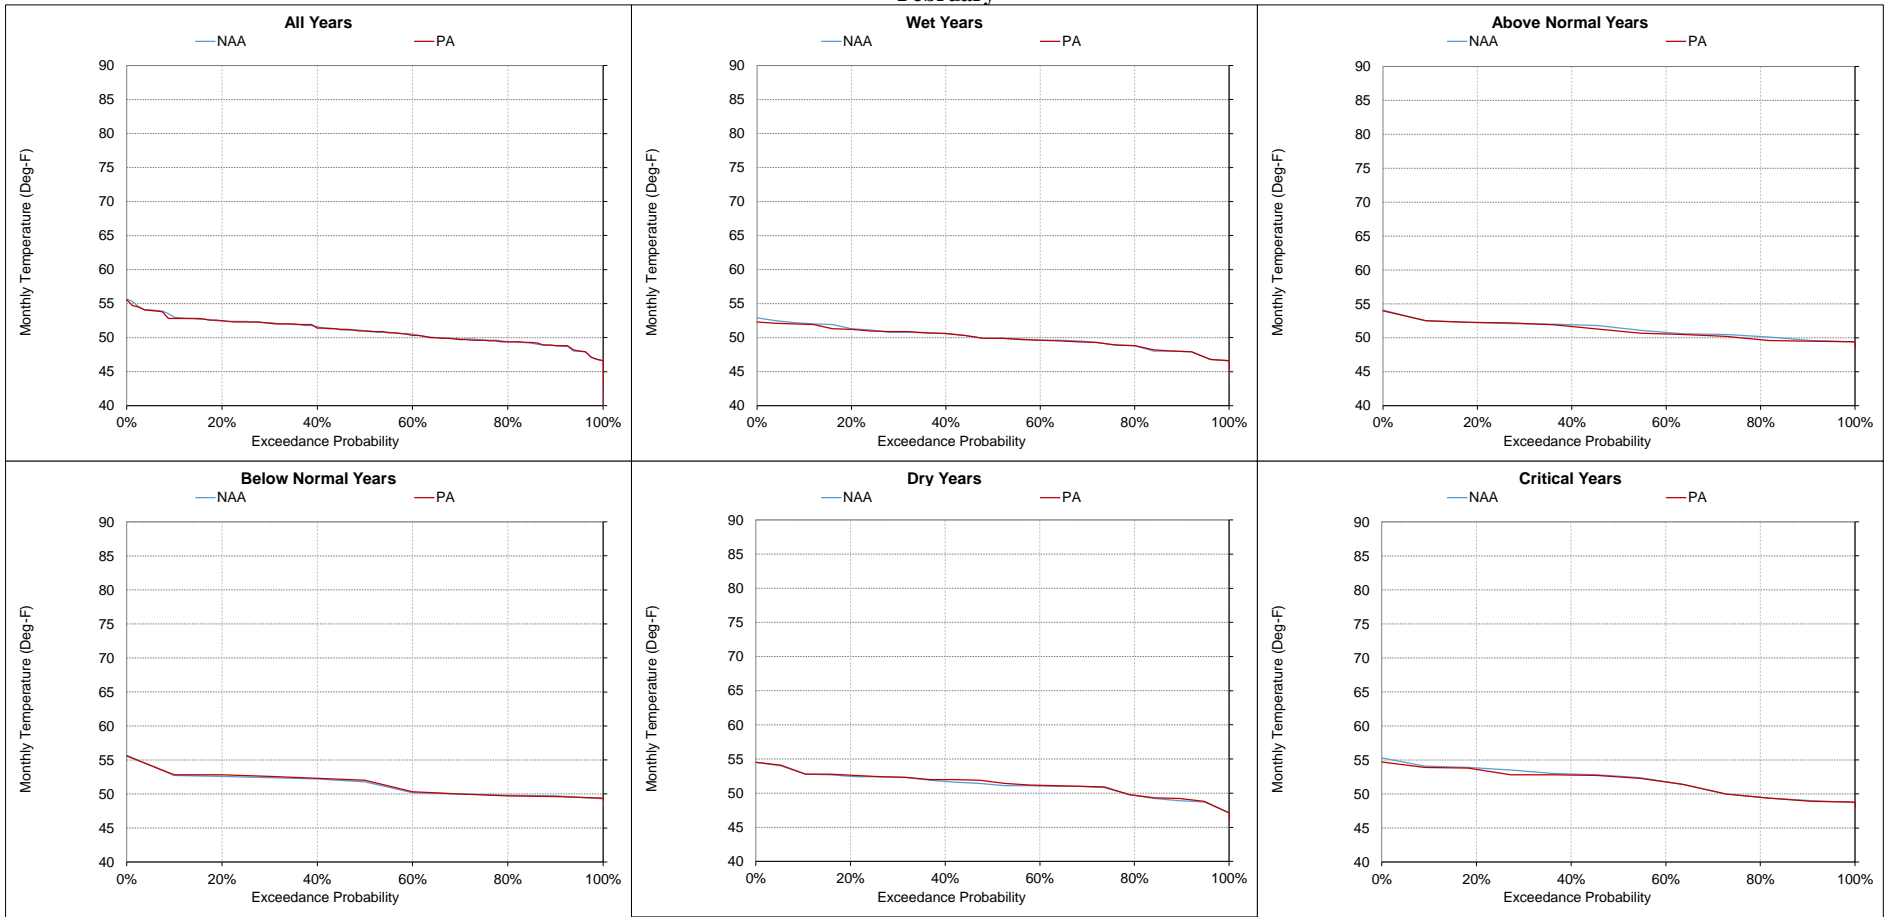 February
All Years
NAA PA
90
85
80
75
70
65
60
55
50
45
40
Monthly Temperature (Deg-F)
0% 20% 40% 60% 80% 100%
Exceedance Probability
Wet Years
NAA PA
90
85
80
75
70
65
60
55
50
45
40
Monthly Temperature (Deg-F)
0% 20% 40% 60% 80% 100%
Exceedance Probability
Above Normal Years
NAA PA
90
85
80
75
70
65
60
55
50
45
40
Monthly Temperature (Deg-F)
0% 20% 40% 60% 80% 100%
Exceedance Probability
Below Normal Years
NAA PA
90
85
80
75
70
65
60
55
50
45
40
Monthly Temperature (Deg-F)
0% 20% 40% 60% 80% 100%
Exceedance Probability
Dry Years
NAA PA
90
85
80
75
70
65
60
55
50
45
40
Monthly Temperature (Deg-F)
0% 20% 40% 60% 80% 100%
Exceedance Probability
Critical Years
NAA PA
90
85
80
75
70
65
60
55
50
45
40
Monthly Temperature (Deg-F)
0% 20% 40% 60% 80% 100%
Exceedance Probability